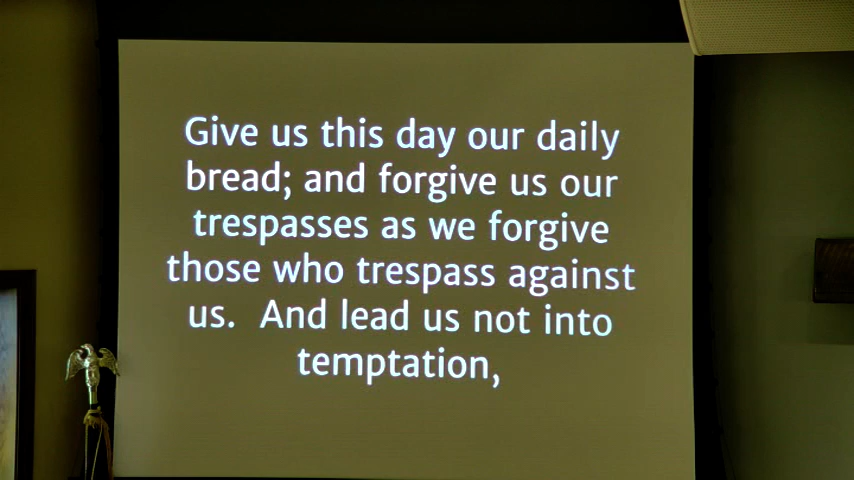 Give us this day our daily
bread; and forgive us our
trespasses as we forgive
those who trespass against
us.  And lead us not into
temptation,